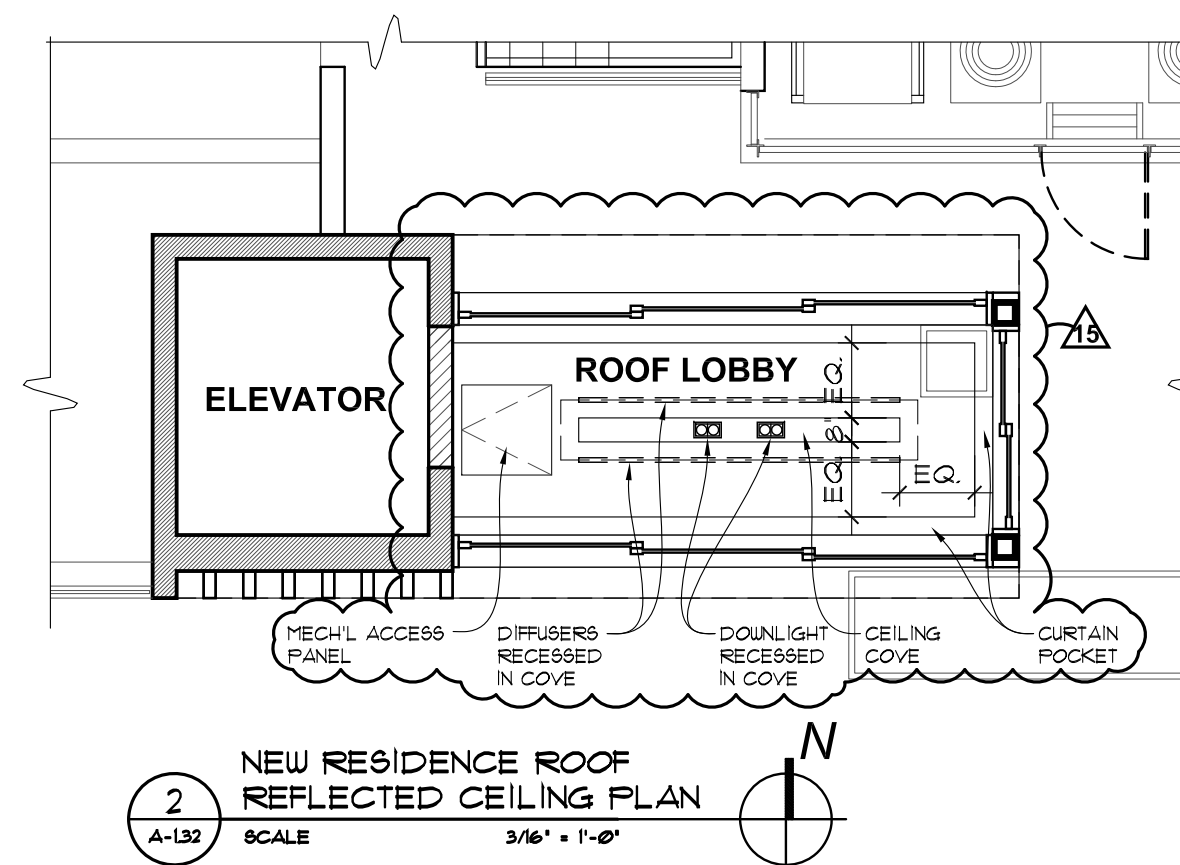 15
ROOF LOBBY
ELEVATOR
EQ.
8"
EQ.
EQ.
MECH'L ACCESS
PANEL
DIFFUSERS
RECESSED
IN COVE
DOWNLIGHT
RECESSED
IN COVE
CEILING
COVE
CURTAIN
POCKET
N
NEW RESIDENCE ROOF
REFLECTED CEILING PLAN
2
A-1.32
SCALE 3/16" = 1'-0"